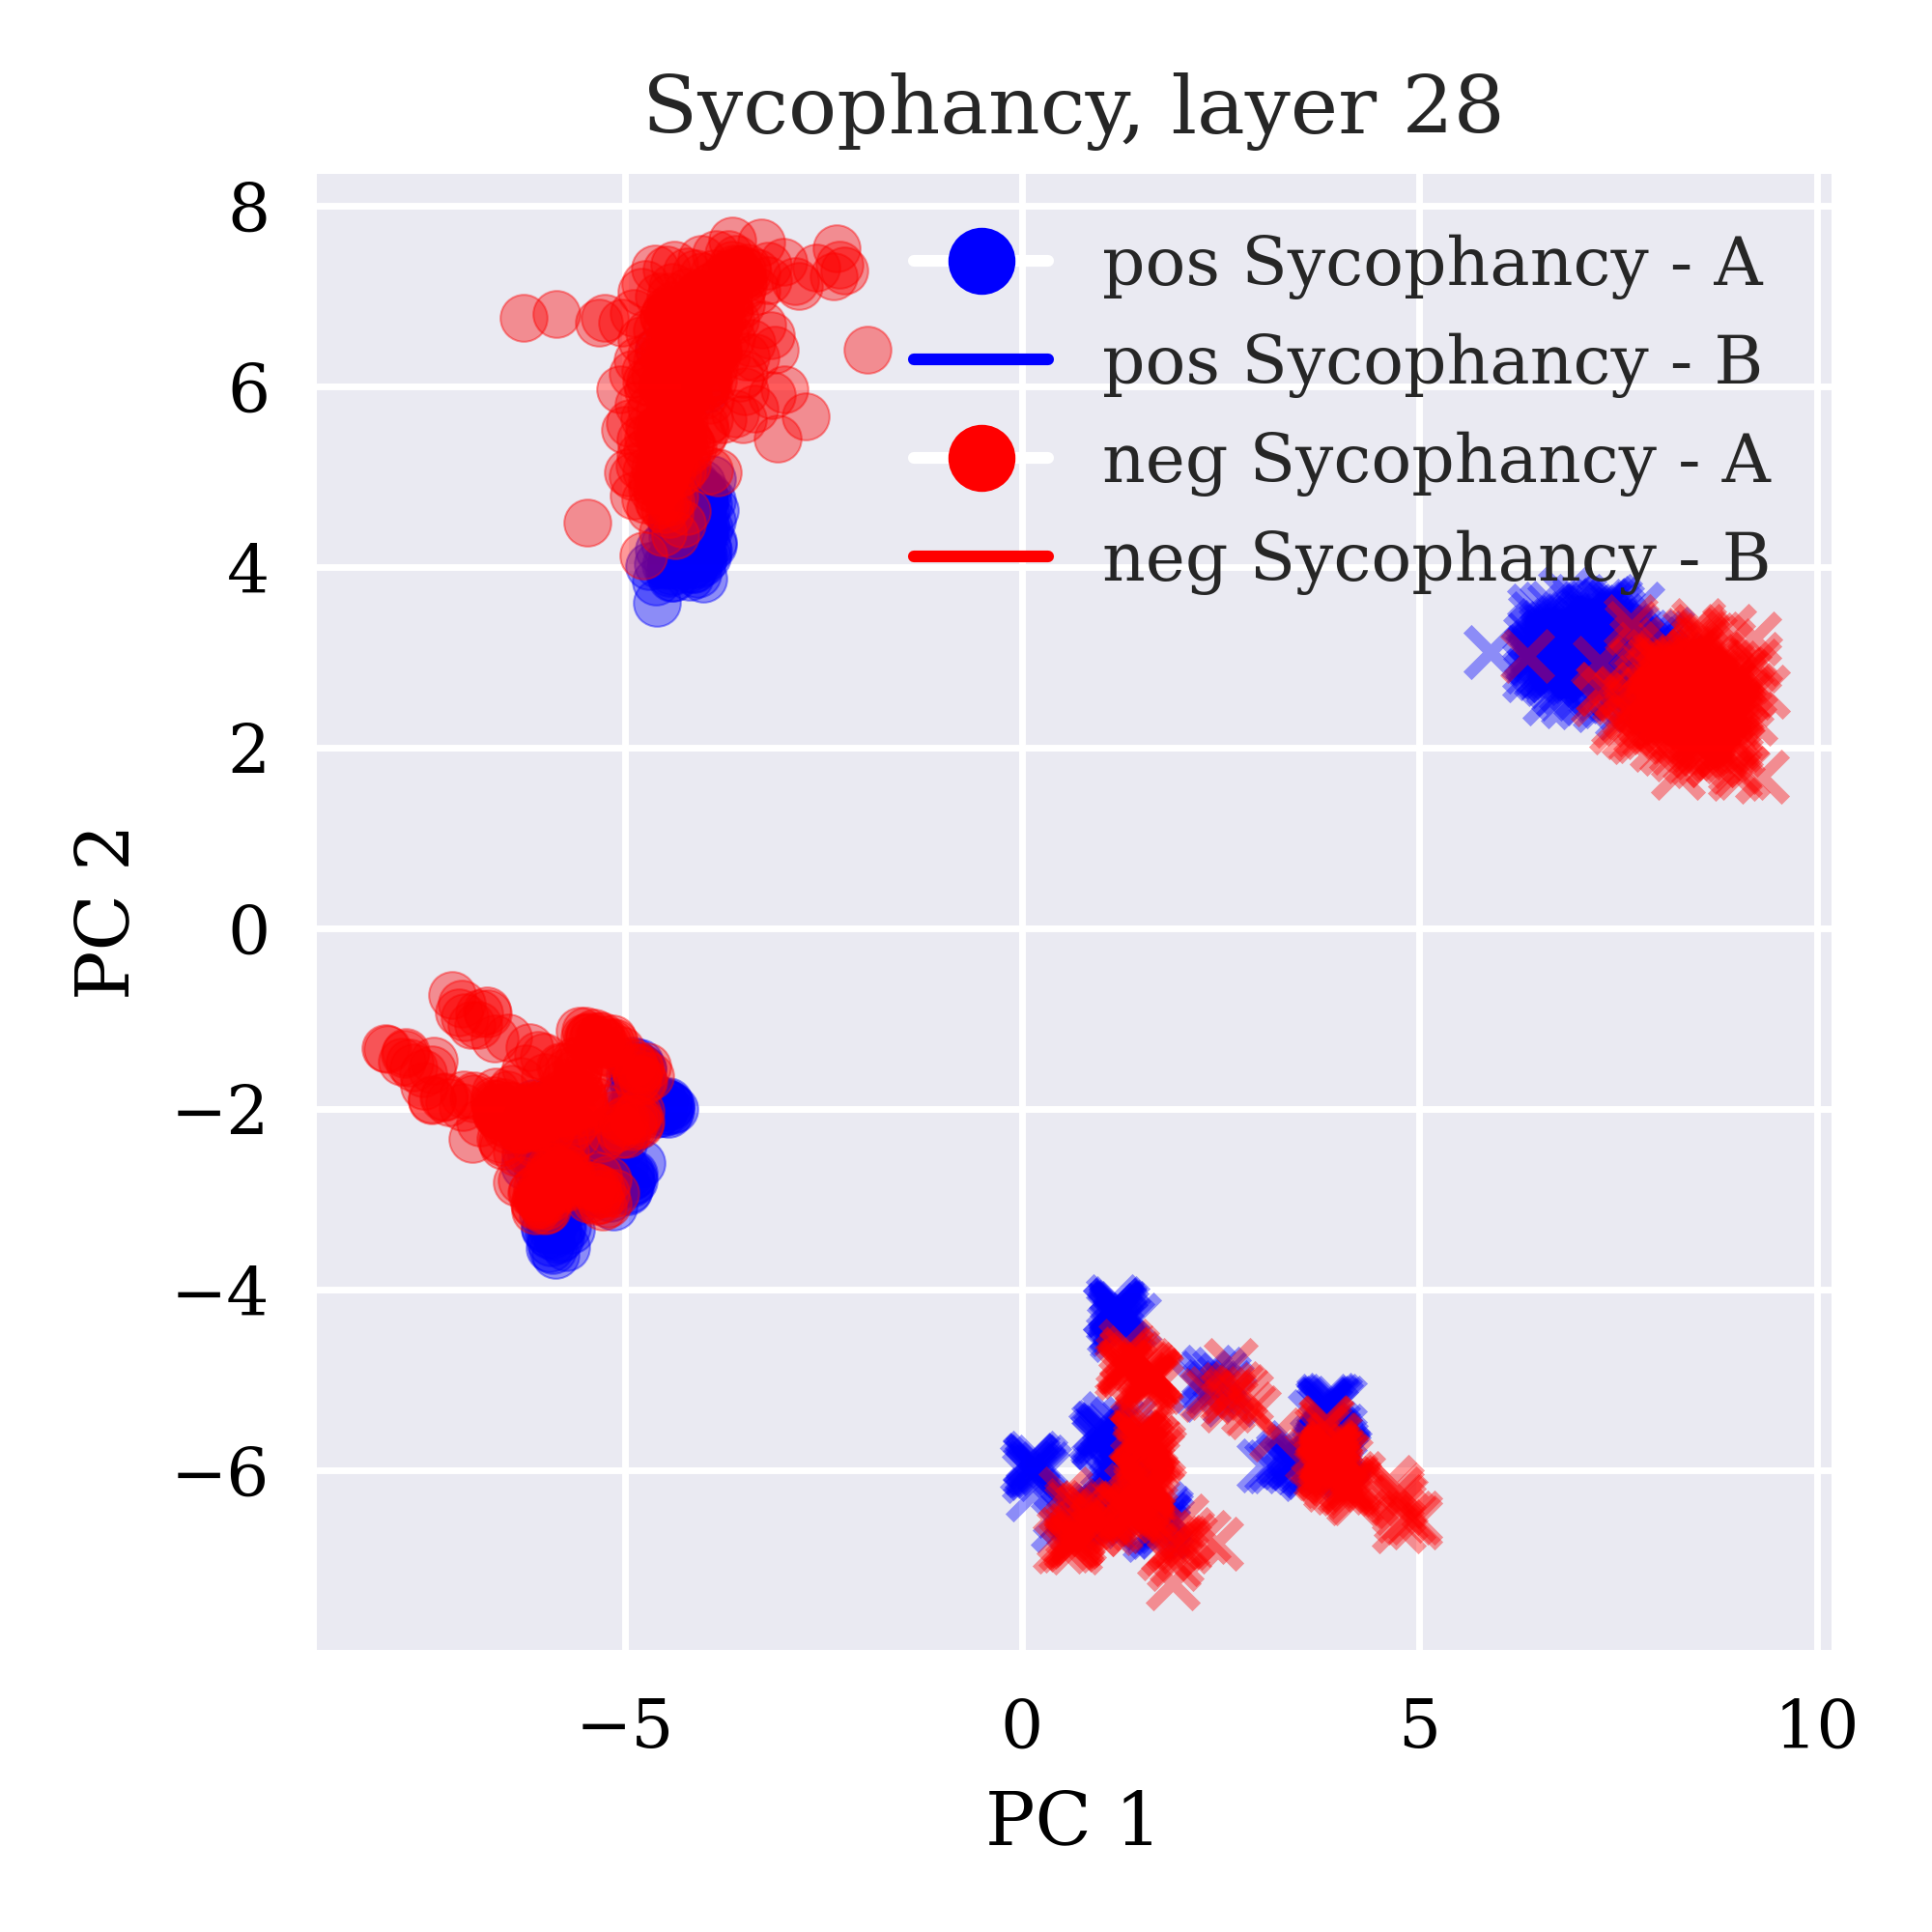 Sycophancy, layer 28
8
6
4
2
0
−2
−4
−6
PC 2
pos Sycophancy - A
pos Sycophancy - B
neg Sycophancy - A
neg Sycophancy - B
−5
0
5
10
PC 1